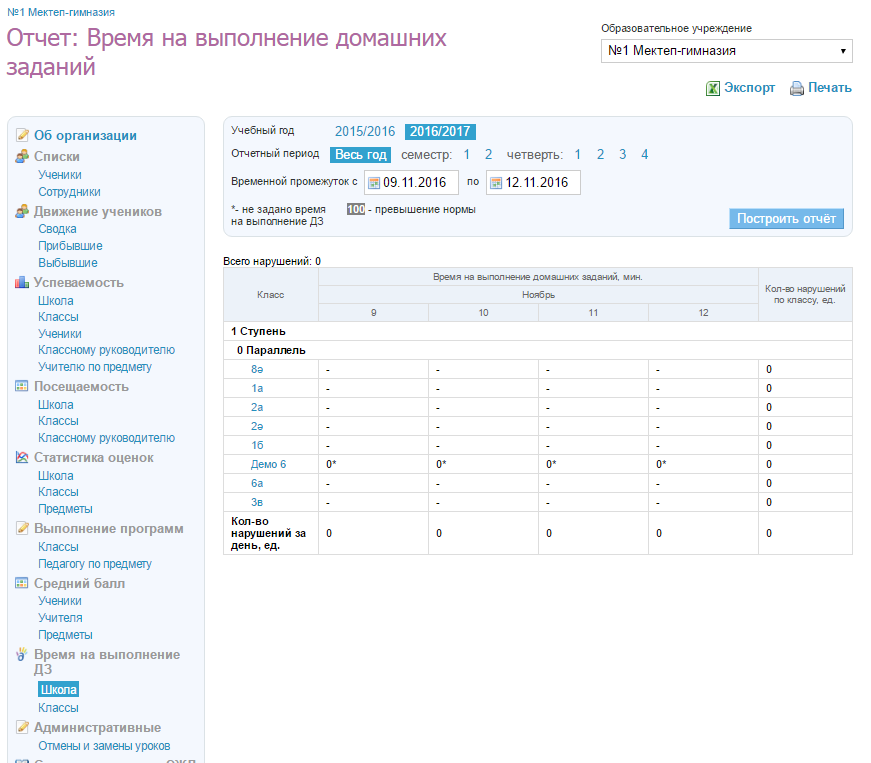 №1 Мектеп-гимназия
Отчет: Время на выполнение домашних
заданий
Образовательное учреждение
№1 Мектеп-гимназия
Экспорт Печать
Об организации
Списки
Ученики
Сотрудники
Движение учеников
Сводка
Прибывшие
Выбывшие
Успеваемость
Школа
Классы
Ученики
Классному руководителю
Учителю по предмету
Посещаемость
Школа
Классы
Классному руководителю
Статистика оценок
Школа
Классы
Предметы
Выполнение программ
Классы
Педагогу по предмету
Средний балл
Ученики
Учителя
Предметы
Время на выполнение
ДЗ
Школа
Классы
Административные
Отмены и замены уроков
Учебный год 2015/2016 2016/2017
Отчетный период Весь год семестр: 1 2 четверть: 1 2 3 4
Временной промежуток с 09.11.2016 по 12.11.2016
*- не задано время
на выполнение ДЗ
100 - превышение нормы
Построить отчёт
Всего нарушений: 0
Класс
Время на выполнение домашних заданий, мин.
Ноябрь
9 10 11 12
Кол-во нарушений
по классу, ед.
1 Ступень
0 Параллель
8ә - - - - 0
1а - - - - 0
2а - - - - 0
2ә - - - - 0
1б - - - - 0
Демо 6 0* 0* 0* 0* 0
6а - - - - 0
3в - - - - 0
Кол-во
нарушений за
день, ед.
0 0 0 0 0